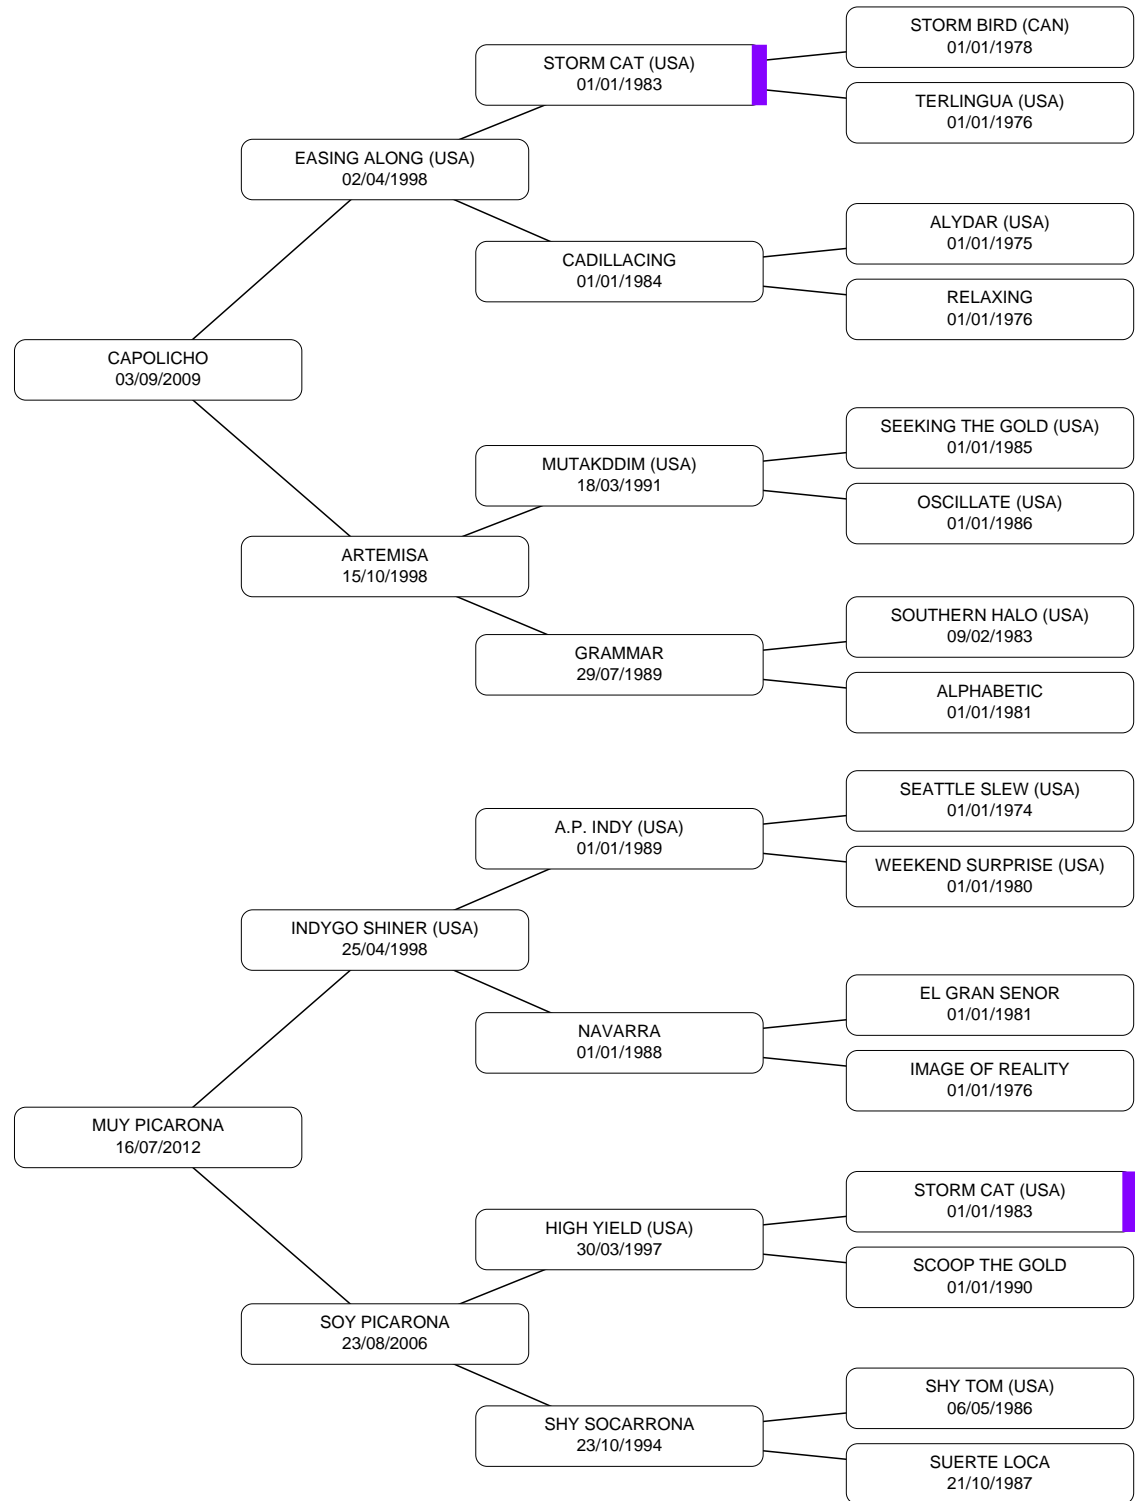 STORM BIRD (CAN)
01/01/1978
STORM CAT (USA)
01/01/1983
TERLINGUA (USA)
01/01/1976
EASING ALONG (USA)
02/04/1998
ALYDAR (USA)
01/01/1975
CADILLACING
01/01/1984
RELAXING
01/01/1976
CAPOLICHO
03/09/2009
SEEKING THE GOLD (USA)
01/01/1985
MUTAKDDIM (USA)
18/03/1991
OSCILLATE (USA)
01/01/1986
ARTEMISA
15/10/1998
SOUTHERN HALO (USA)
09/02/1983
GRAMMAR
29/07/1989
ALPHABETIC
01/01/1981
SEATTLE SLEW (USA)
01/01/1974
A.P. INDY (USA)
01/01/1989
WEEKEND SURPRISE (USA)
01/01/1980
INDYGO SHINER (USA)
25/04/1998
EL GRAN SENOR
01/01/1981
NAVARRA
01/01/1988
IMAGE OF REALITY
01/01/1976
MUY PICARONA
16/07/2012
STORM CAT (USA)
01/01/1983
HIGH YIELD (USA)
30/03/1997
SCOOP THE GOLD
01/01/1990
SOY PICARONA
23/08/2006
SHY TOM (USA)
06/05/1986
SHY SOCARRONA
23/10/1994
SUERTE LOCA
21/10/1987